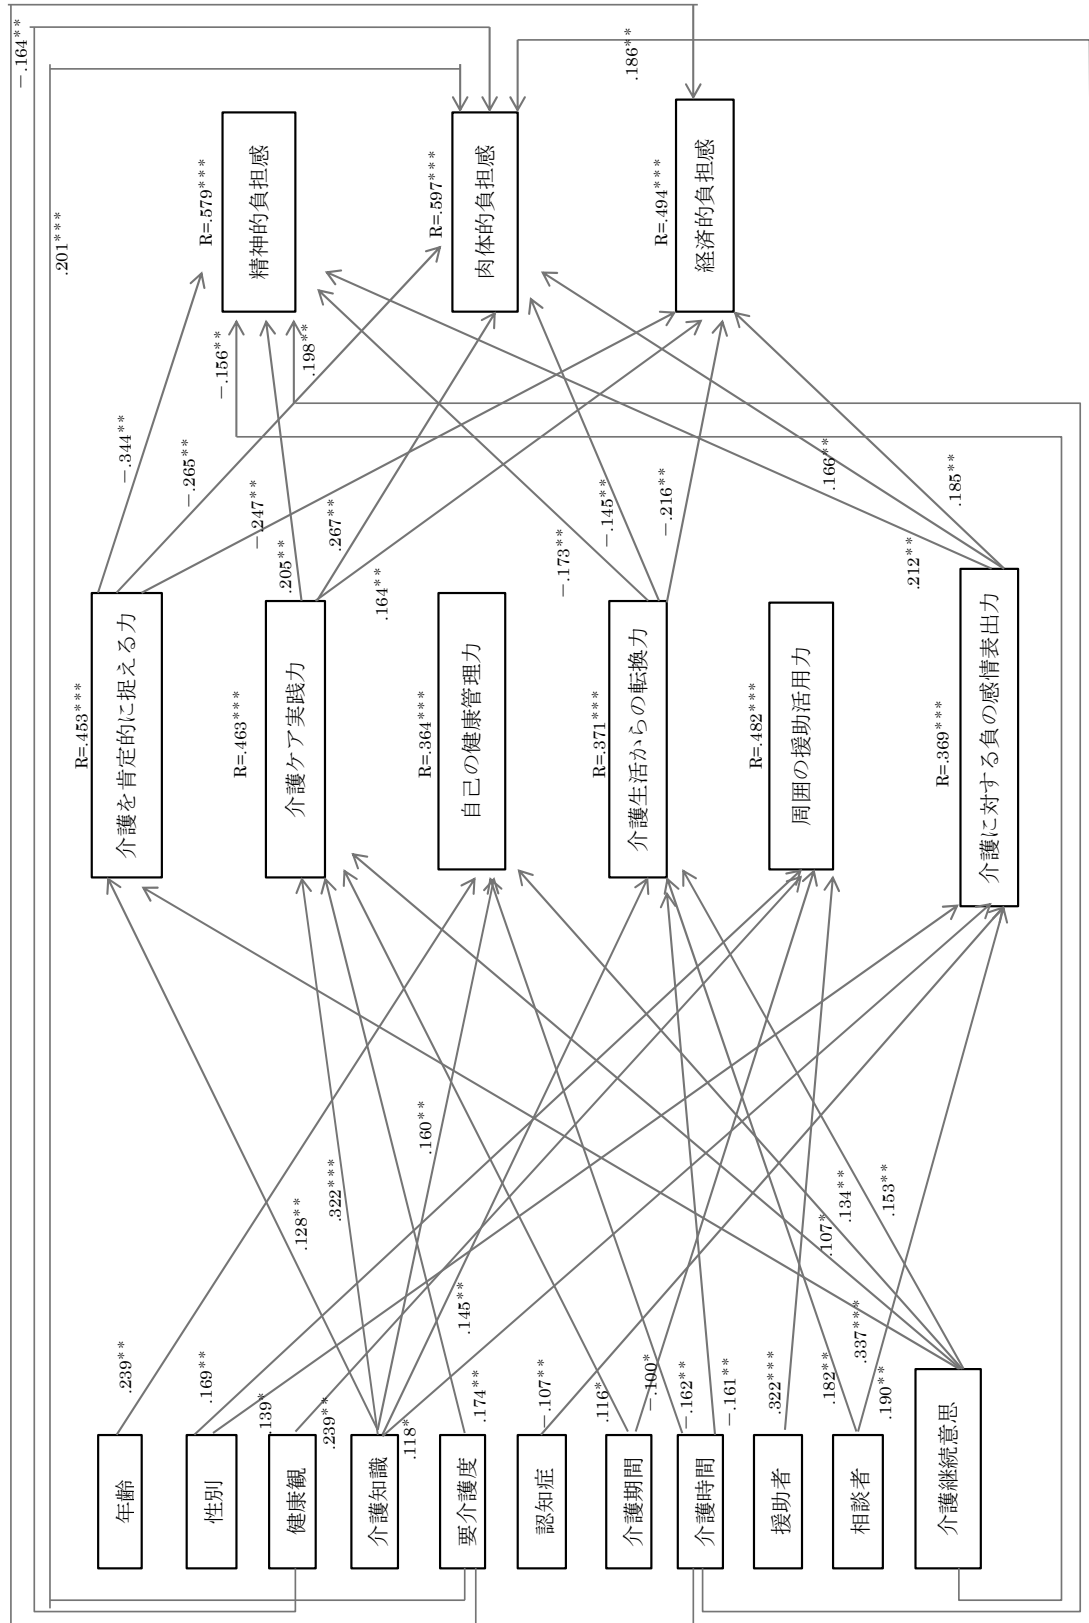 年齢
性別
健康観
介護知識
要介護度
認知症
介護期間
介護時間
援助者
相談者
介護継続意思
.239**
.169**
.139*
.239**
.128**
.322***
.160**
.145**
.118*
.174**
−.107**
.116*
−.100*
−.162**
−.161**
.322***
.182**
.190**
.337***
.107*
.134**
.153**
R=.453***
介護を肯定的に捉える力
R=.463***
介護ケア実践力
R=.364***
自己の健康管理力
R=.371***
介護生活からの転換力
R=.482***
周囲の援助活用力
R=.369***
介護に対する負の感情表出力
−.344**
−.265**
−.247**
.205**
.267**
.164**
−.173**
−.145**
−.216**
.212**
.166**
.185**
−.156**
.198**
.201***
−.164**
.186**
R=.579***
精神的負担感
R=.597***
肉体的負担感
R=.494***
経済的負担感